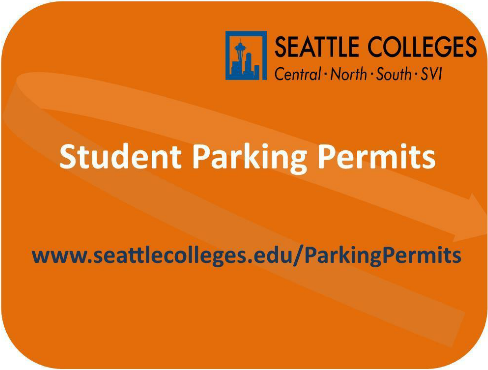 SEATTLE COLLEGES
Central · North · South · SVI
Student Parking Permits
www.seattlecolleges.edu/ParkingPermits